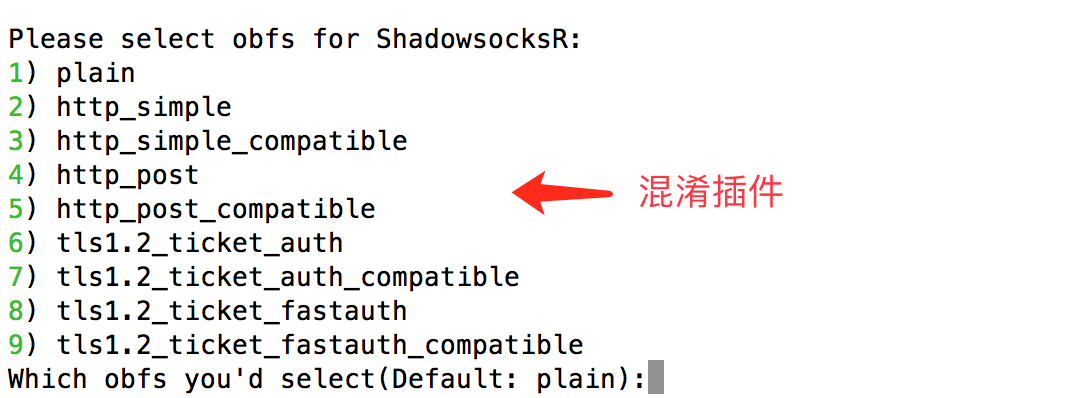 Please select obfs for ShadowsocksR:
1) plain
2) http_simple
3) http_simple_compatible
4) http_post
混淆插件
5) http_post_compatible
6) tls1.2_ticket_auth
7) tls1.2_ticket_auth_compatible
8) tls1.2_ticket_fastauth
9) tls1.2_ticket_fastauth_compatible
Which obfs you'd select(Default: plain):